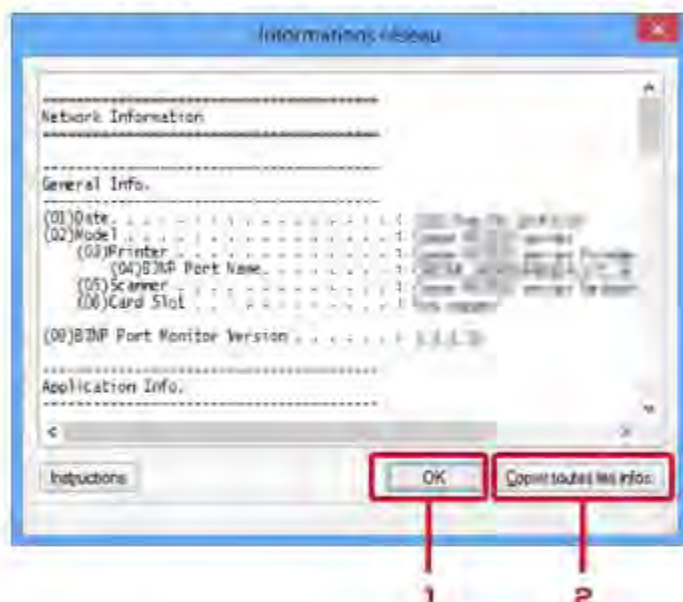 Informations réseau
Network Information
General Info.
(01)Date. . . . . . . . . . . . . . . . . :
(02)Model . . . . . . . . . . . . . . . . :
(03)Printer . . . . . . . . . . . . . . :
(04)BJNP Port Name. . . . . . . . . :
(05)Scanner . . . . . . . . . . . . . . :
(06)Card Slot . . . . . . . . . . . . . :
(08)BJNP Port Monitor Version . . . . . . :
Application Info.
Instructions
OK
Copier toutes les infos
1
2